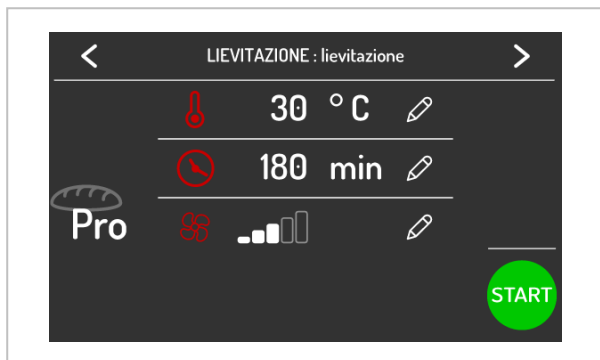 LIEVITAZIONE : lievitazione
30 °C
180 min
Pro
START